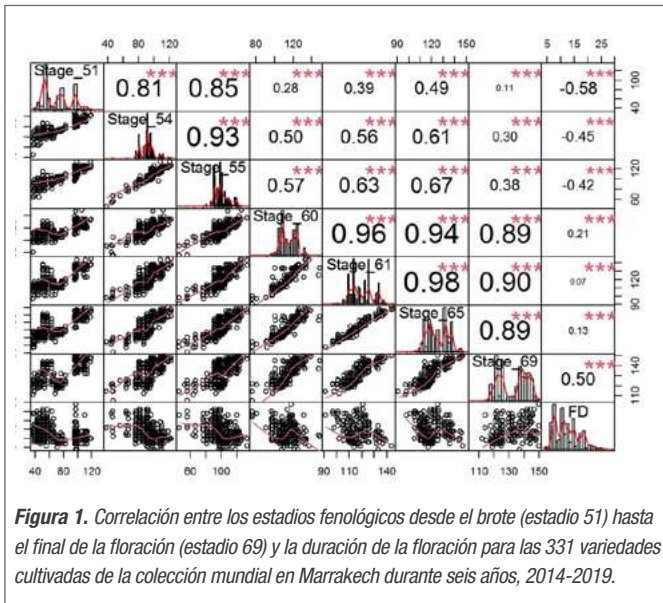 40 80 120 80 120 90 120 150 5 15 25
Stage_51 0.81 *** 0.85 *** 0.28 *** 0.39 *** 0.49 *** 0.11 *** -0.58 *** 40 80 100
Stage_54 0.93 *** 0.50 *** 0.56 *** 0.61 *** 0.30 *** -0.45 ***
Stage_55 0.57 *** 0.63 *** 0.67 *** 0.38 *** -0.42 *** 60 120
Stage_60 0.96 *** 0.94 *** 0.89 *** 0.21 ***
90 120 Stage_61 0.98 *** 0.90 *** 0.07 ***
Stage_65 0.89 *** 0.13 ***
Stage_69 0.50 *** 110 150
FD
40 80 120 60 100 90 110 140 110 130 150
Figura 1. Correlación entre los estadios fenológicos desde el brote (estadio 51) hasta
el final de la floración (estadio 69) y la duración de la floración para las 331 variedades
cultivadas de la colección mundial en Marrakech durante seis años, 2014-2019.